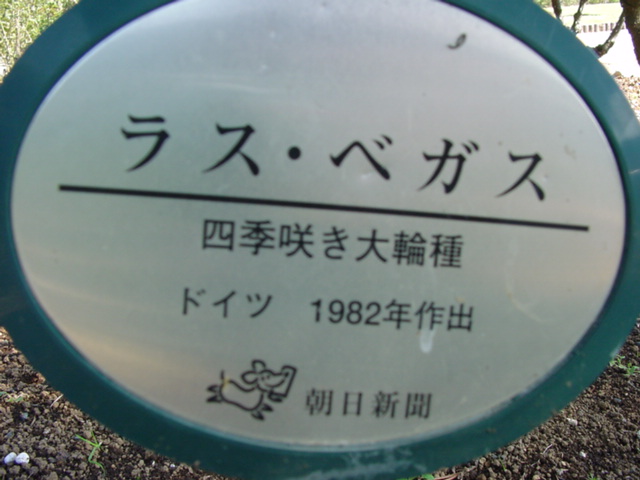 ラス・ベガス
四季咲き大輪種
ドイツ　1982年作出
朝日新聞